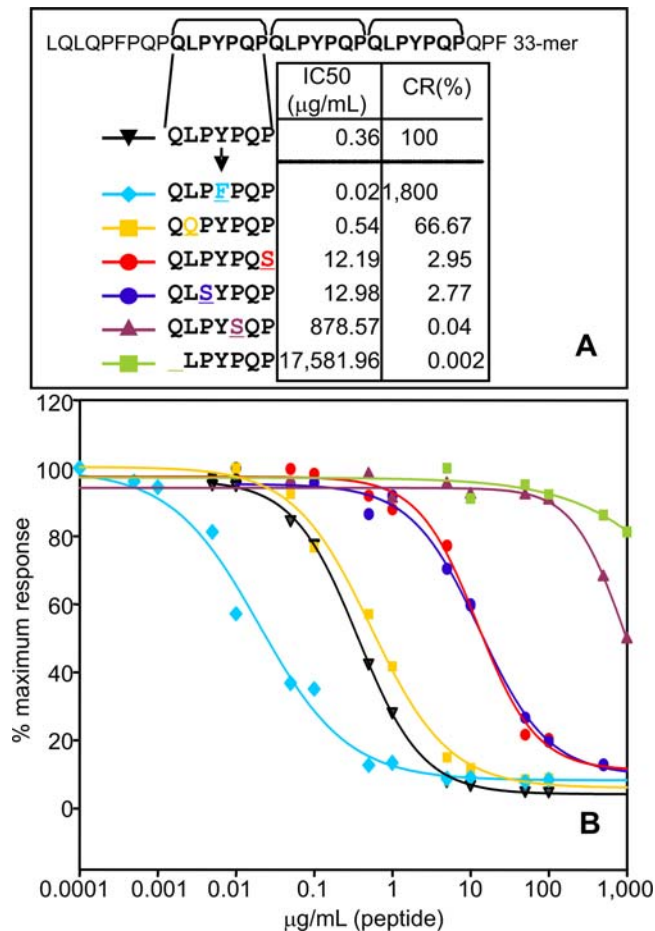 LQLQPFPQPQLPYPQPQLPYPQPQLPYPQPQPF 33-mer
IC50 (µg/mL) CR(%)
QLPYPQP 0.36 100
QLPFPQP 0.02 1,800
QQPYPQP 0.54 66.67
QLPYPQS 12.19 2.95
QLSYPQP 12.98 2.77
QLPYSQP 878.57 0.04
_LPYPQP 17,581.96 0.002
A
120
100
80
60
40
20
0
% maximum response
B
0.0001 0.001 0.01 0.1 1 10 100 1,000
µg/mL (peptide)